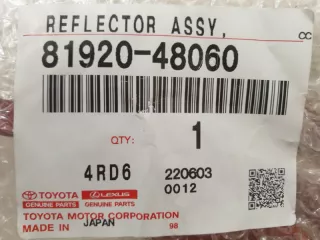 REFLECTOR ASSY,
81920-48060
QTY: 1
4RD6 220603
0012
TOYOTA LEXUS
GENUINE PARTS GENUINE PARTS
TOYOTA MOTOR CORPORATION
MADE IN JAPAN 98